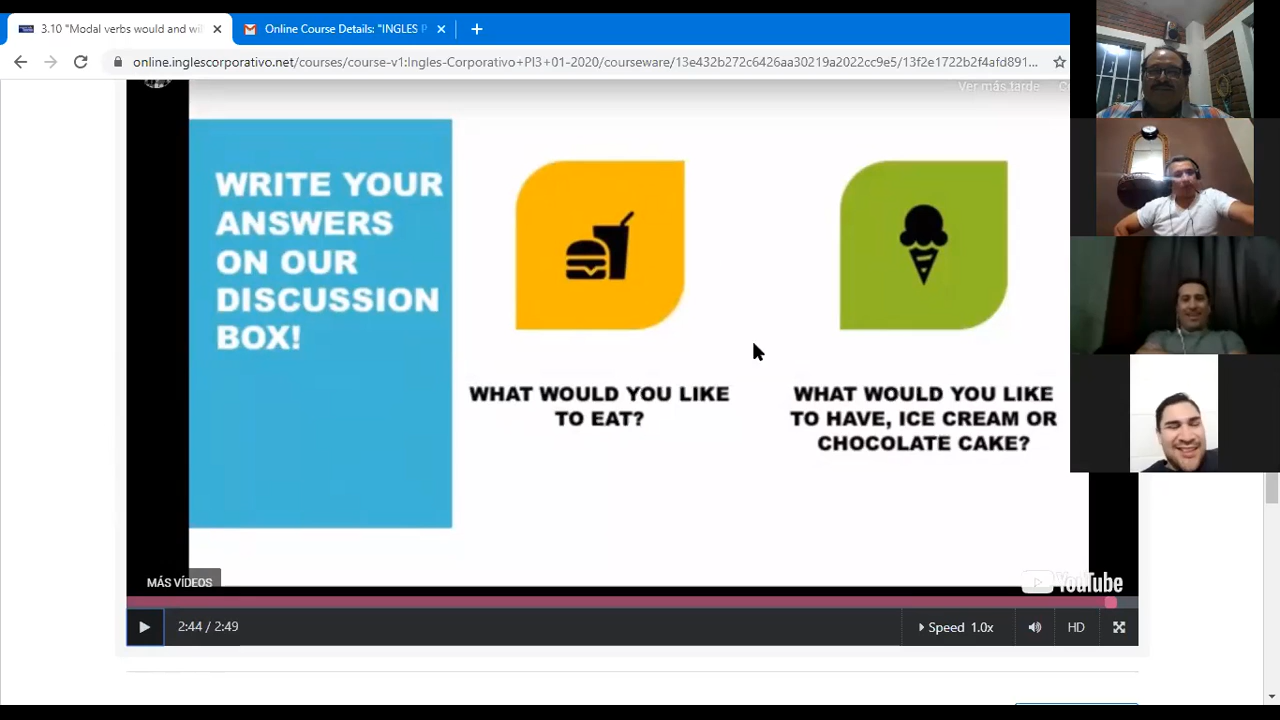 3.10 "Modal verbs would and wi
Online Course Details: "INGLES P
online.inglescorporativo.net/courses/course-v1:Ingles-Corporativo+PI3+01-2020/courseware/13e432b272c6426aa30219a2022cc9e5/13f2e1722b2f4afd891...
Ver más tarde
WRITE YOUR
ANSWERS
ON OUR
DISCUSSION
BOX!
WHAT WOULD YOU LIKE
TO EAT?
WHAT WOULD YOU LIKE
TO HAVE, ICE CREAM OR
CHOCOLATE CAKE?
MÁS VÍDEOS
YouTube
2:44 / 2:49
Speed 1.0x
HD